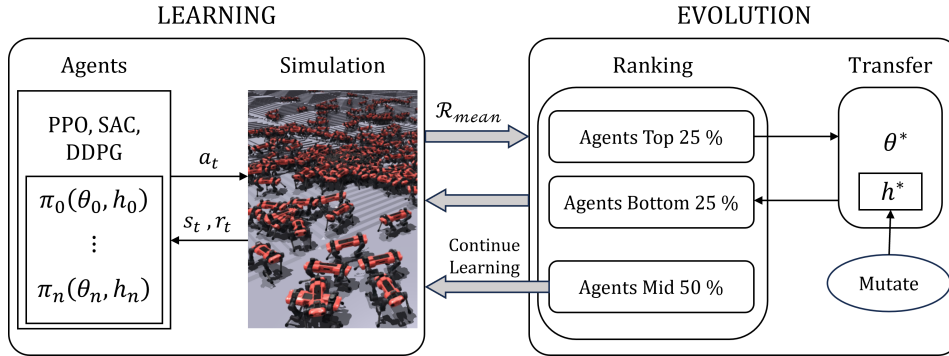 LEARNING
EVOLUTION
Agents
Simulation
Ranking
Transfer
PPO, SAC,
DDPG
π₀(θ₀, h₀)
⋮
πₙ(θₙ, hₙ)
aₜ
sₜ , rₜ
ℛₘₑₐₙ
Continue
Learning
Agents Top 25 %
Agents Bottom 25 %
Agents Mid 50 %
θ*
h*
Mutate